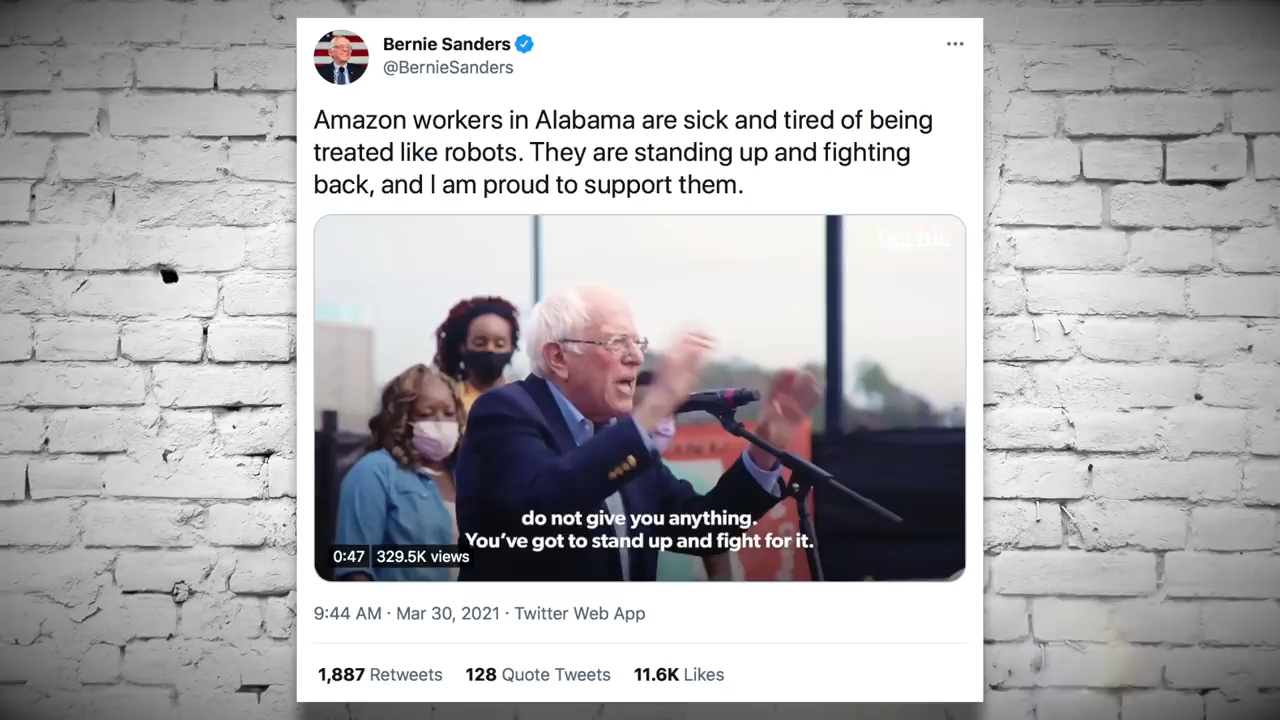 Bernie Sanders
@BernieSanders
Amazon workers in Alabama are sick and tired of being
treated like robots. They are standing up and fighting
back, and I am proud to support them.
bernie
do not give you anything.
You've got to stand up and fight for it.
0:47 329.5K views
9:44 AM · Mar 30, 2021 · Twitter Web App
1,887 Retweets 128 Quote Tweets 11.6K Likes